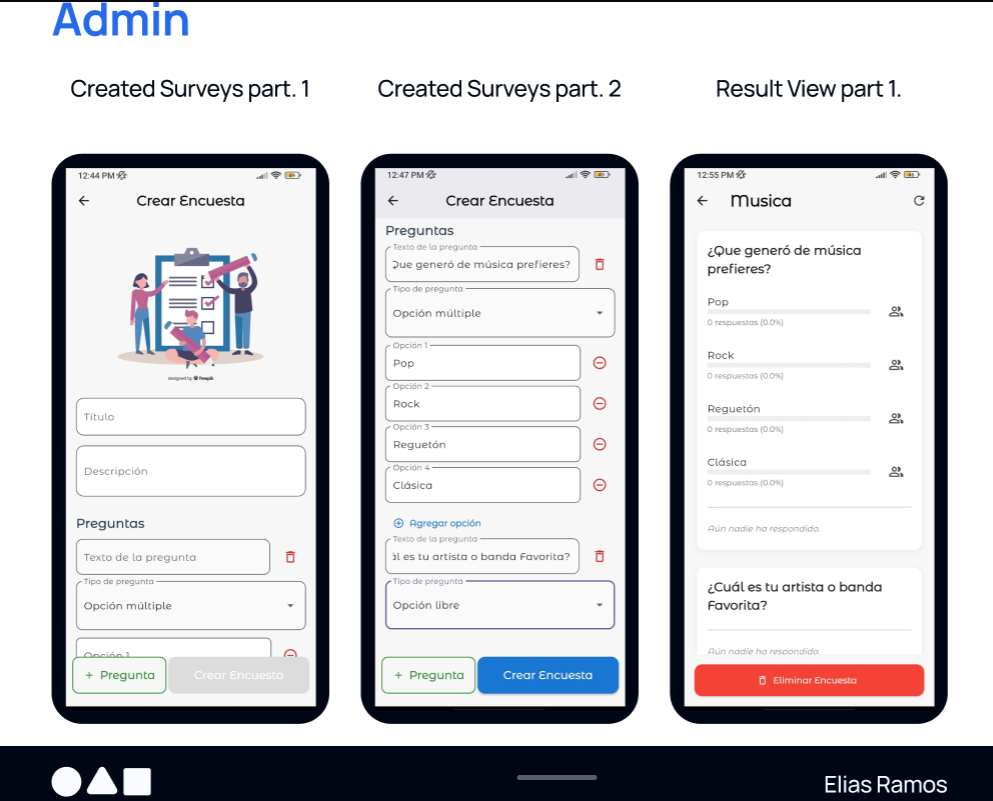 Admin
Created Surveys part. 1
Created Surveys part. 2
Result View part 1.
12:44 PM
Crear Encuesta
designed by freepik
Título
Descripción
Preguntas
Texto de la pregunta
Tipo de pregunta
Opción múltiple
Opción 1
+ Pregunta
Crear Encuesta
12:47 PM
Crear Encuesta
Preguntas
Texto de la pregunta
Que generó de música prefieres?
Tipo de pregunta
Opción múltiple
Opción 1
Pop
Opción 2
Rock
Opción 3
Reguetón
Opción 4
Clásica
Agregar opción
Texto de la pregunta
ál es tu artista o banda Favorita?
Tipo de pregunta
Opción libre
+ Pregunta
Crear Encuesta
12:55 PM
Musica
¿Que generó de música
prefieres?
Pop
0 respuestas (0.0%)
Rock
0 respuestas (0.0%)
Reguetón
0 respuestas (0.0%)
Clásica
0 respuestas (0.0%)
Aún nadie ha respondido.
¿Cuál es tu artista o banda
Favorita?
Aún nadie ha respondido.
Eliminar Encuesta
Elias Ramos